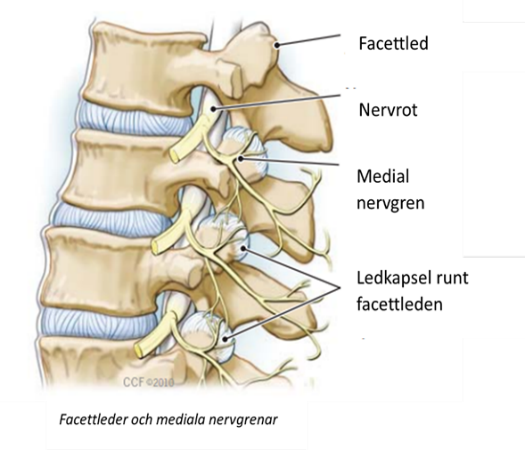 Facettled
Nervrot
Medial
nervgren
Ledkapsel runt
facettleden
CCF ©2010
Facettleder och mediala nervgrenar